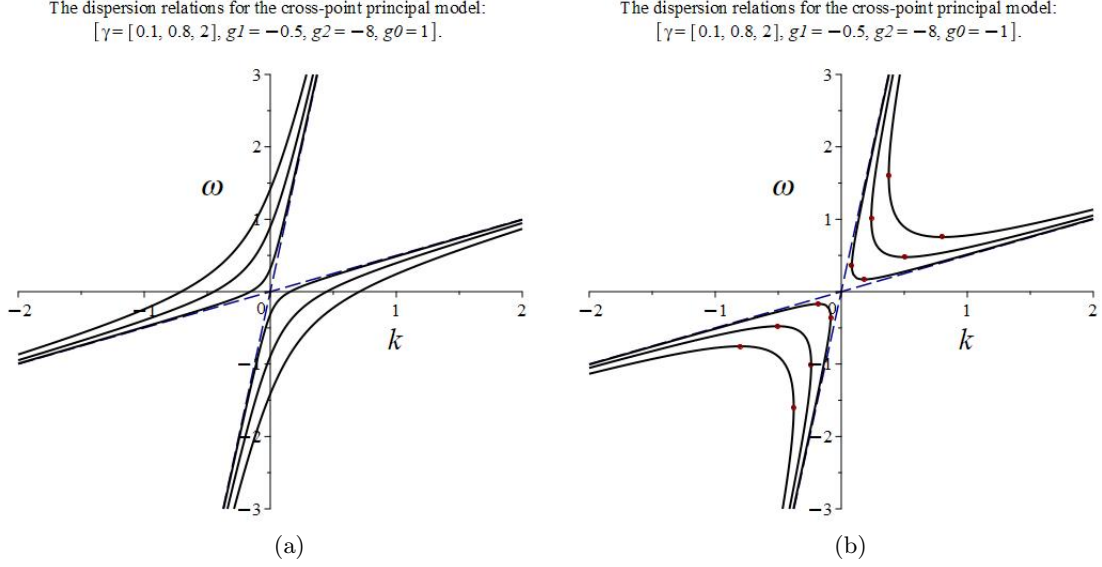 The dispersion relations for the cross-point principal model:
[γ= [0.1, 0.8, 2], g1 = −0.5, g2 = −8, g0 = 1].
3
2
ω
1
−2
−1
0
1
2
k
−1
−2
−3
(a)
The dispersion relations for the cross-point principal model:
[γ= [0.1, 0.8, 2], g1 = −0.5, g2 = −8, g0 = −1].
3
2
ω
1
−2
−1
0
1
2
k
−1
−2
−3
(b)